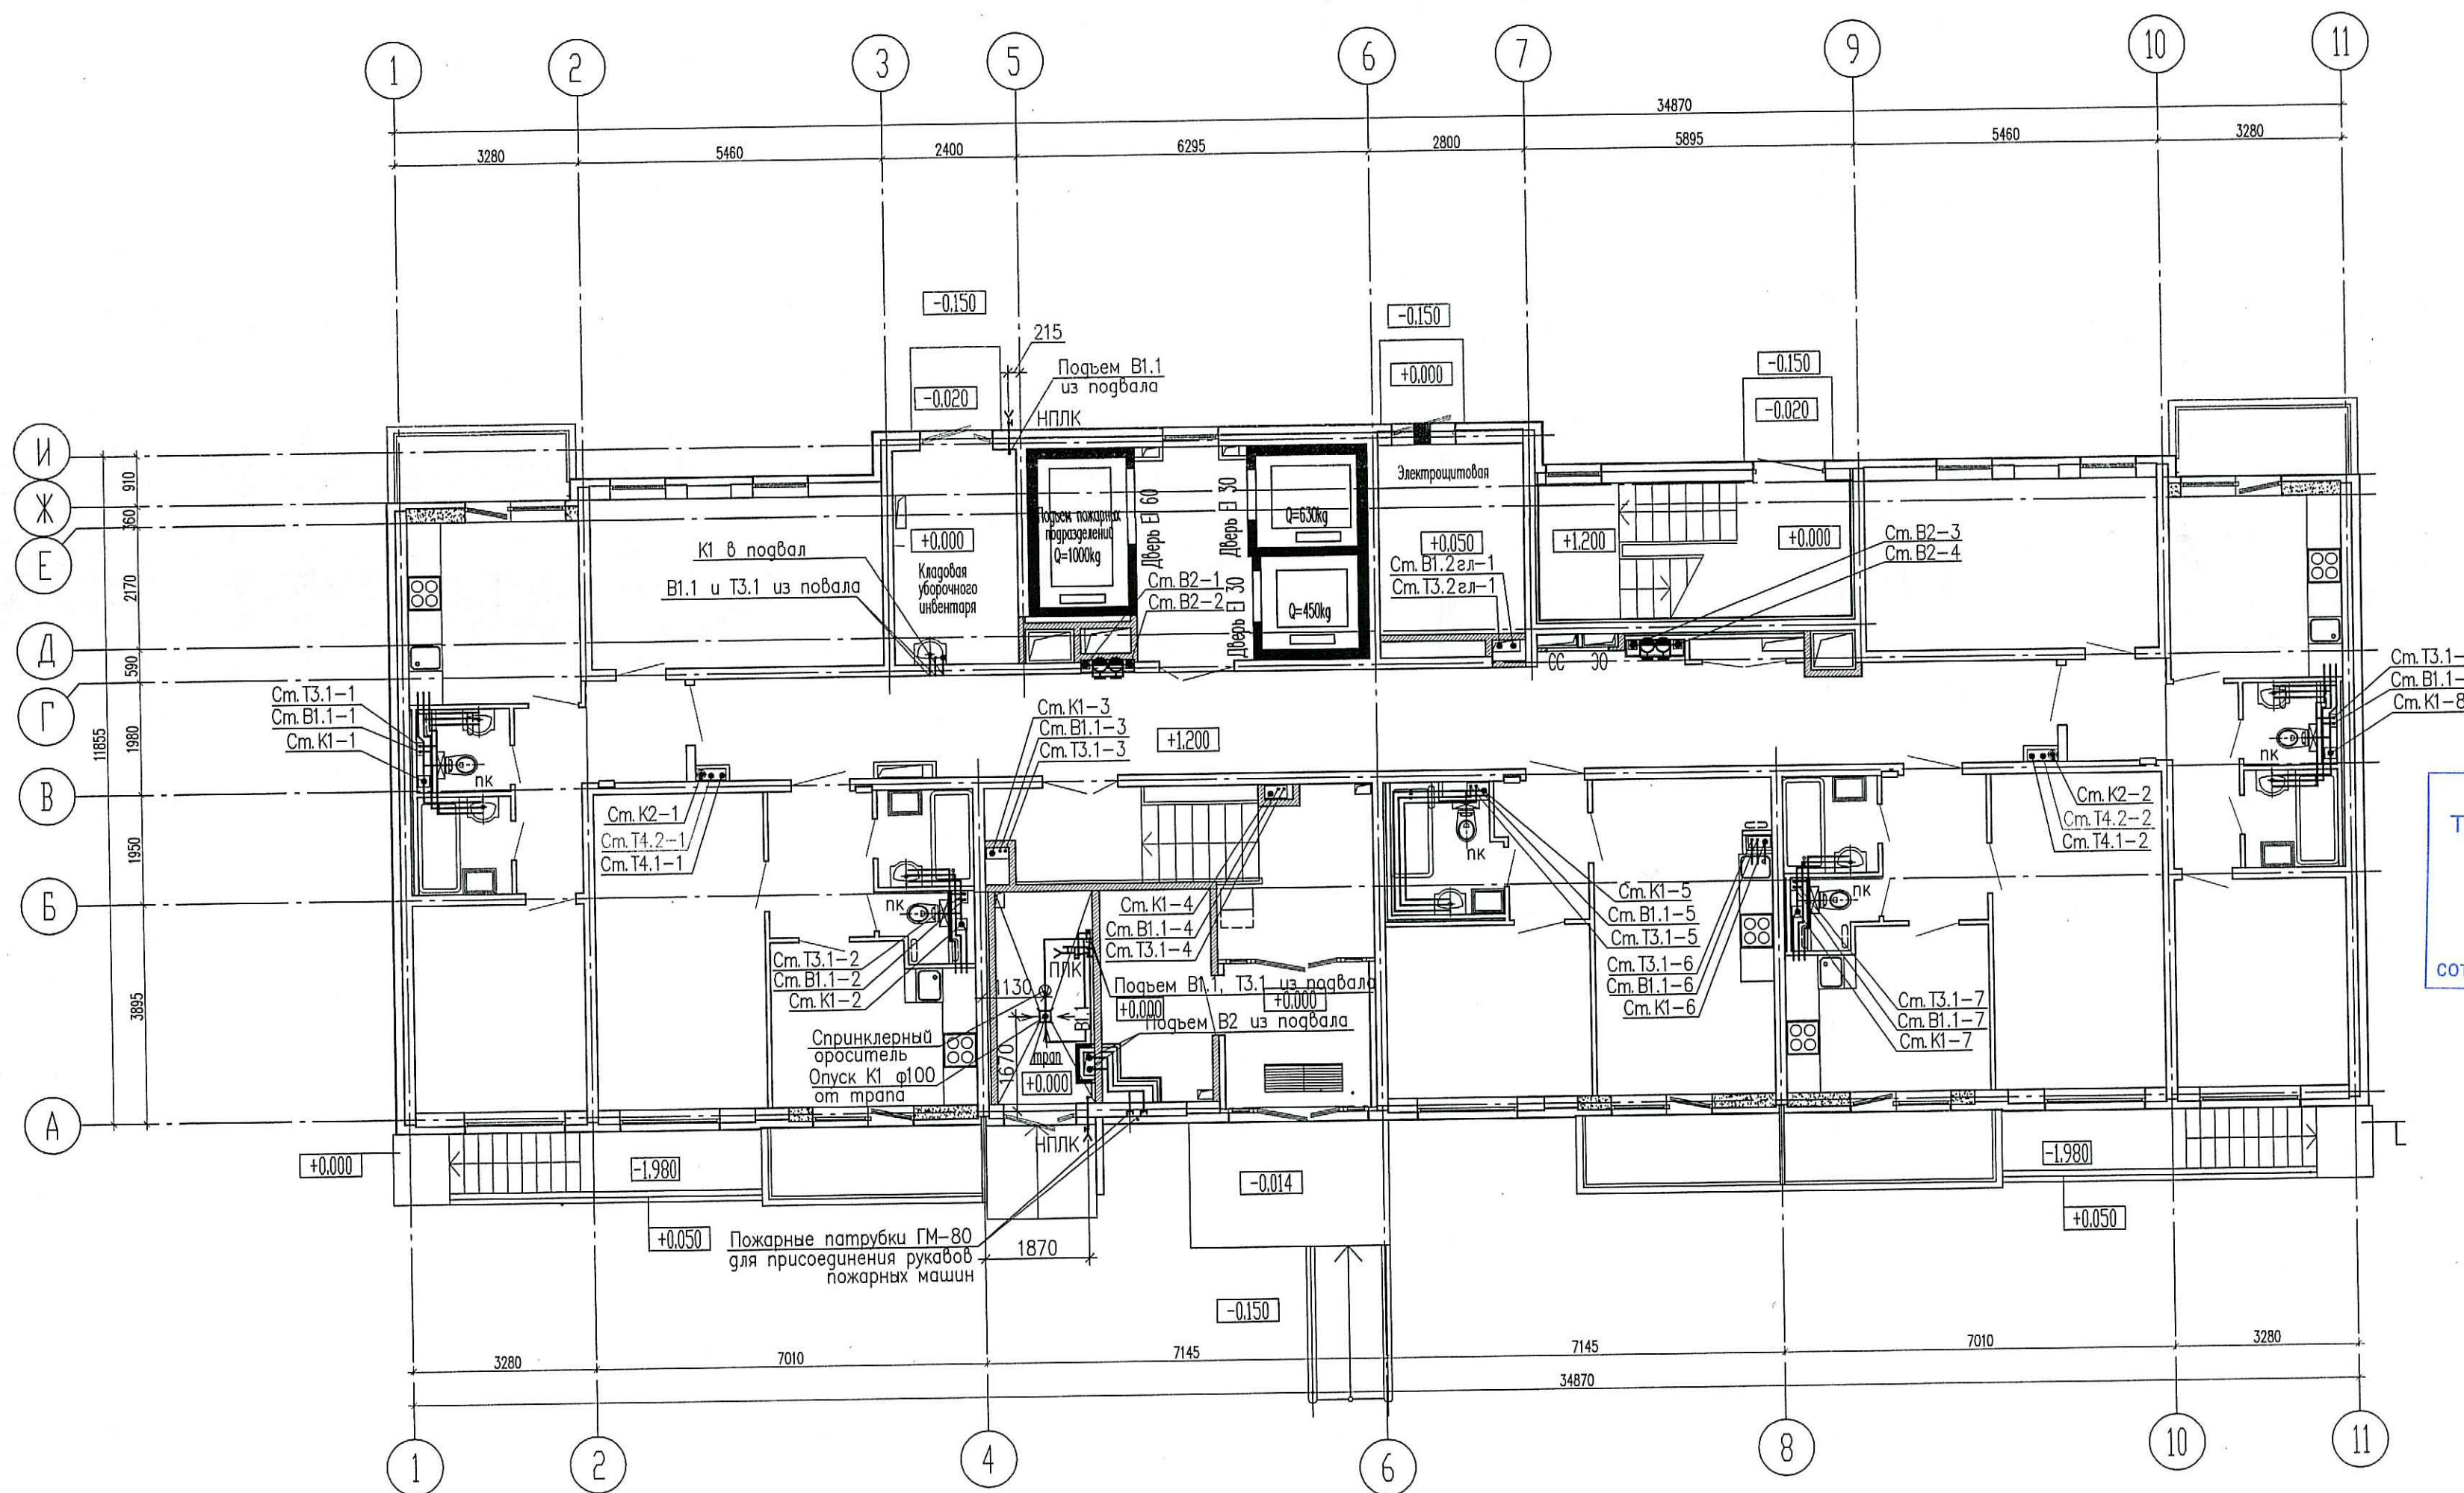 1
2
3
5
6
7
9
10
11
34870
3280
5460
2400
6295
2800
5895
5460
3280
-0.150
-0.150
215
Подъем В1.1
из подвала
-0.150
-0.020
+0.000
-0.020
НПЛК
И
Ж
Е
Д
Г
В
Б
А
910
360
2170
590
1980
1950
3895
11855
Электрощитовая
Подъем пожарных
подразделений
Q=1000kg
Дверь EI 60
Дверь EI 30
Q=630kg
Дверь EI 30
Q=450kg
+0.000
Кладовая
уборочного
инвентаря
К1 в подвал
В1.1 и Т3.1 из повала
Ст.В2-1
Ст.В2-2
+0.050
Ст.В1.2гл-1
Ст.Т3.2гл-1
+1.200
+0.000
Ст.В2-3
Ст.В2-4
СС
ЭО
Ст.Т3.1-1
Ст.В1.1-1
Ст.К1-1
пк
Ст.К1-3
Ст.В1.1-3
Ст.Т3.1-3
+1.200
Ст.Т3.1-
Ст.В1.1-
Ст.К1-8
пк
Ст.К2-1
Ст.Т4.2-1
Ст.Т4.1-1
Ст.К2-2
Ст.Т4.2-2
Ст.Т4.1-2
пк
пк
пк
Ст.Т3.1-2
Ст.В1.1-2
Ст.К1-2
Ст.К1-4
Ст.В1.1-4
Ст.Т3.1-4
Ст.К1-5
Ст.В1.1-5
Ст.Т3.1-5
Ст.Т3.1-6
Ст.В1.1-6
Ст.К1-6
Ст.Т3.1-7
Ст.В1.1-7
Ст.К1-7
ПЛК
1130
Подъем В1.1, Т3.1 из подвала
+0.000
+0.000
Подъем В2 из подвала
В1
1670
трап
+0.000
Спринклерный
ороситель
Опуск К1 ф100
от трапа
НПЛК
+0.000
-1.980
+0.050
-0.014
-1.980
+0.050
Пожарные патрубки ГМ-80
для присоединения рукавов
пожарных машин
1870
-0.150
3280
7010
7145
7145
7010
3280
34870
1
2
4
6
8
10
11
Т
сот